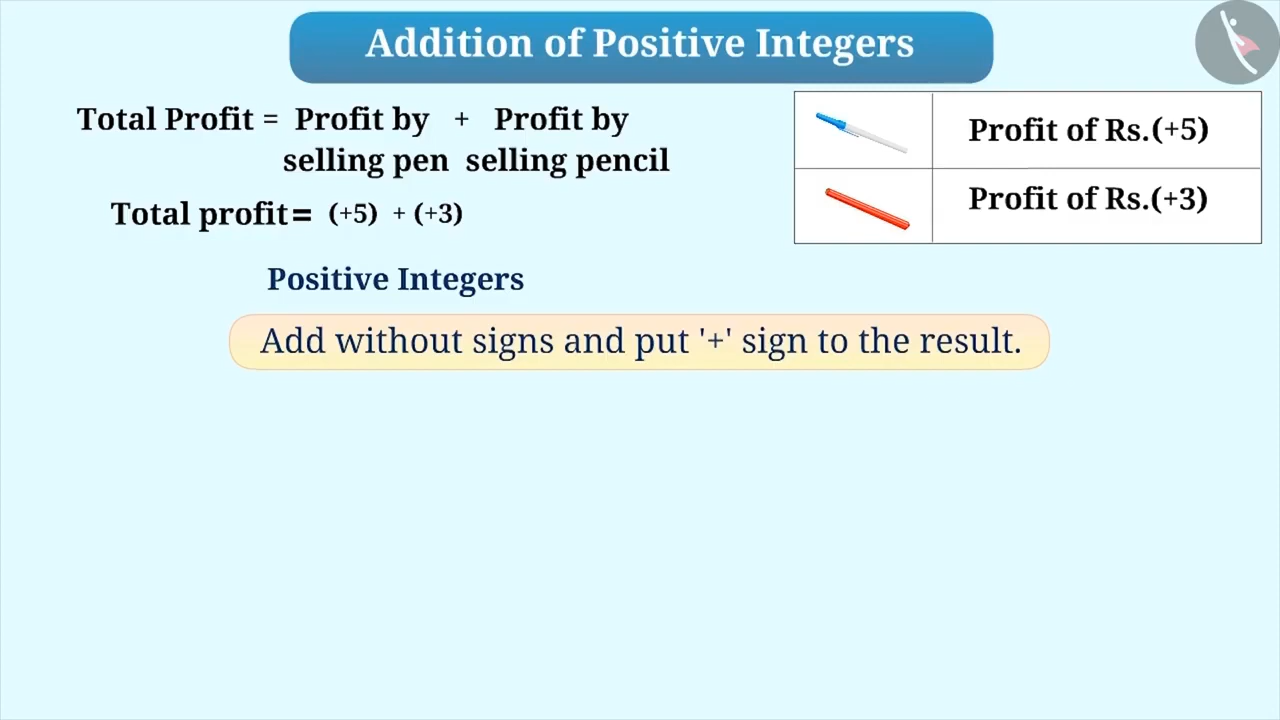 Addition of Positive Integers
Total Profit = Profit by + Profit by
selling pen selling pencil
Total profit= (+5) + (+3)
Positive Integers
Add without signs and put '+' sign to the result.
Profit of Rs.(+5)
Profit of Rs.(+3)